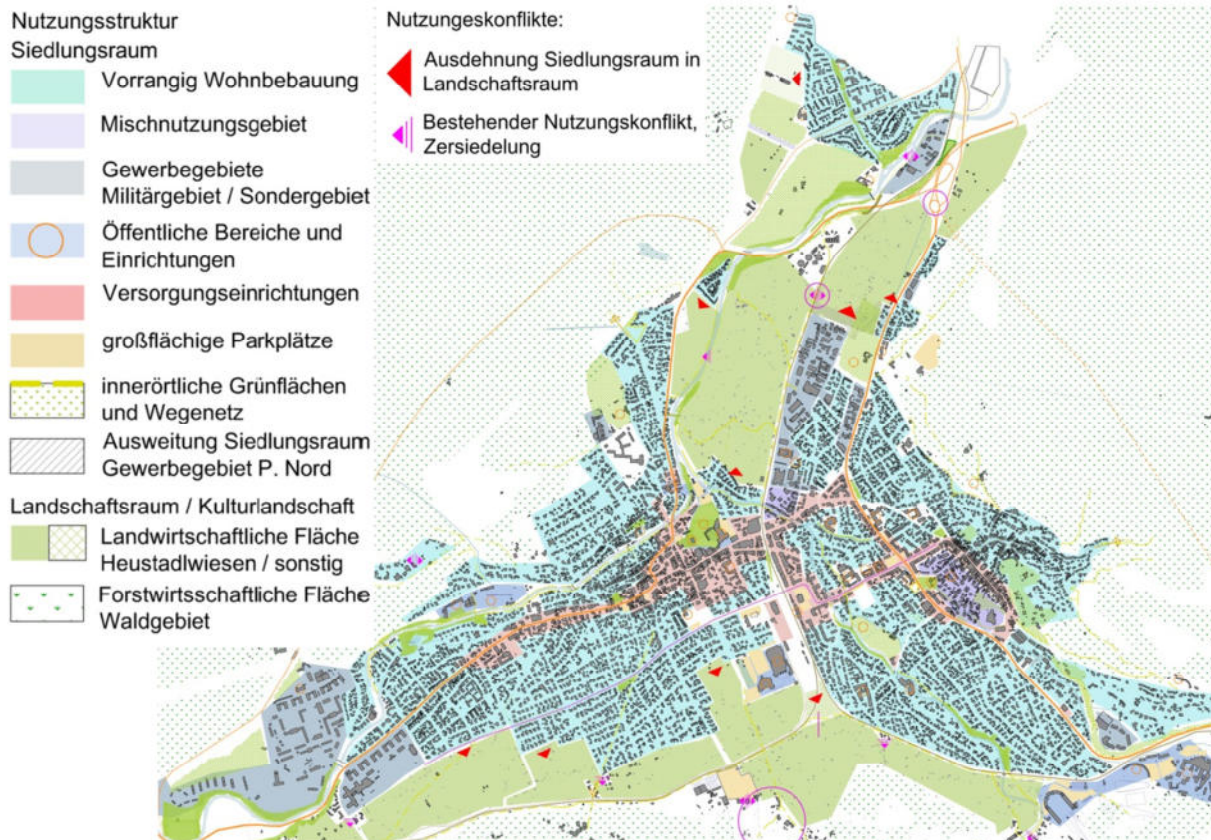 Nutzungsstruktur
Siedlungsraum
Vorrangig Wohnbebauung
Mischnutzungsgebiet
Gewerbegebiete
Militärgebiet / Sondergebiet
Öffentliche Bereiche und
Einrichtungen
Versorgungseinrichtungen
großflächige Parkplätze
innerörtliche Grünflächen
und Wegenetz
Ausweitung Siedlungsraum
Gewerbegebiet P. Nord
Landschaftsraum / Kulturlandschaft
Landwirtschaftliche Fläche
Heustadlwiesen / sonstig
Forstwirtsschaftliche Fläche
Waldgebiet
Nutzungeskonflikte:
Ausdehnung Siedlungsraum in
Landschaftsraum
Bestehender Nutzungskonflikt,
Zersiedelung